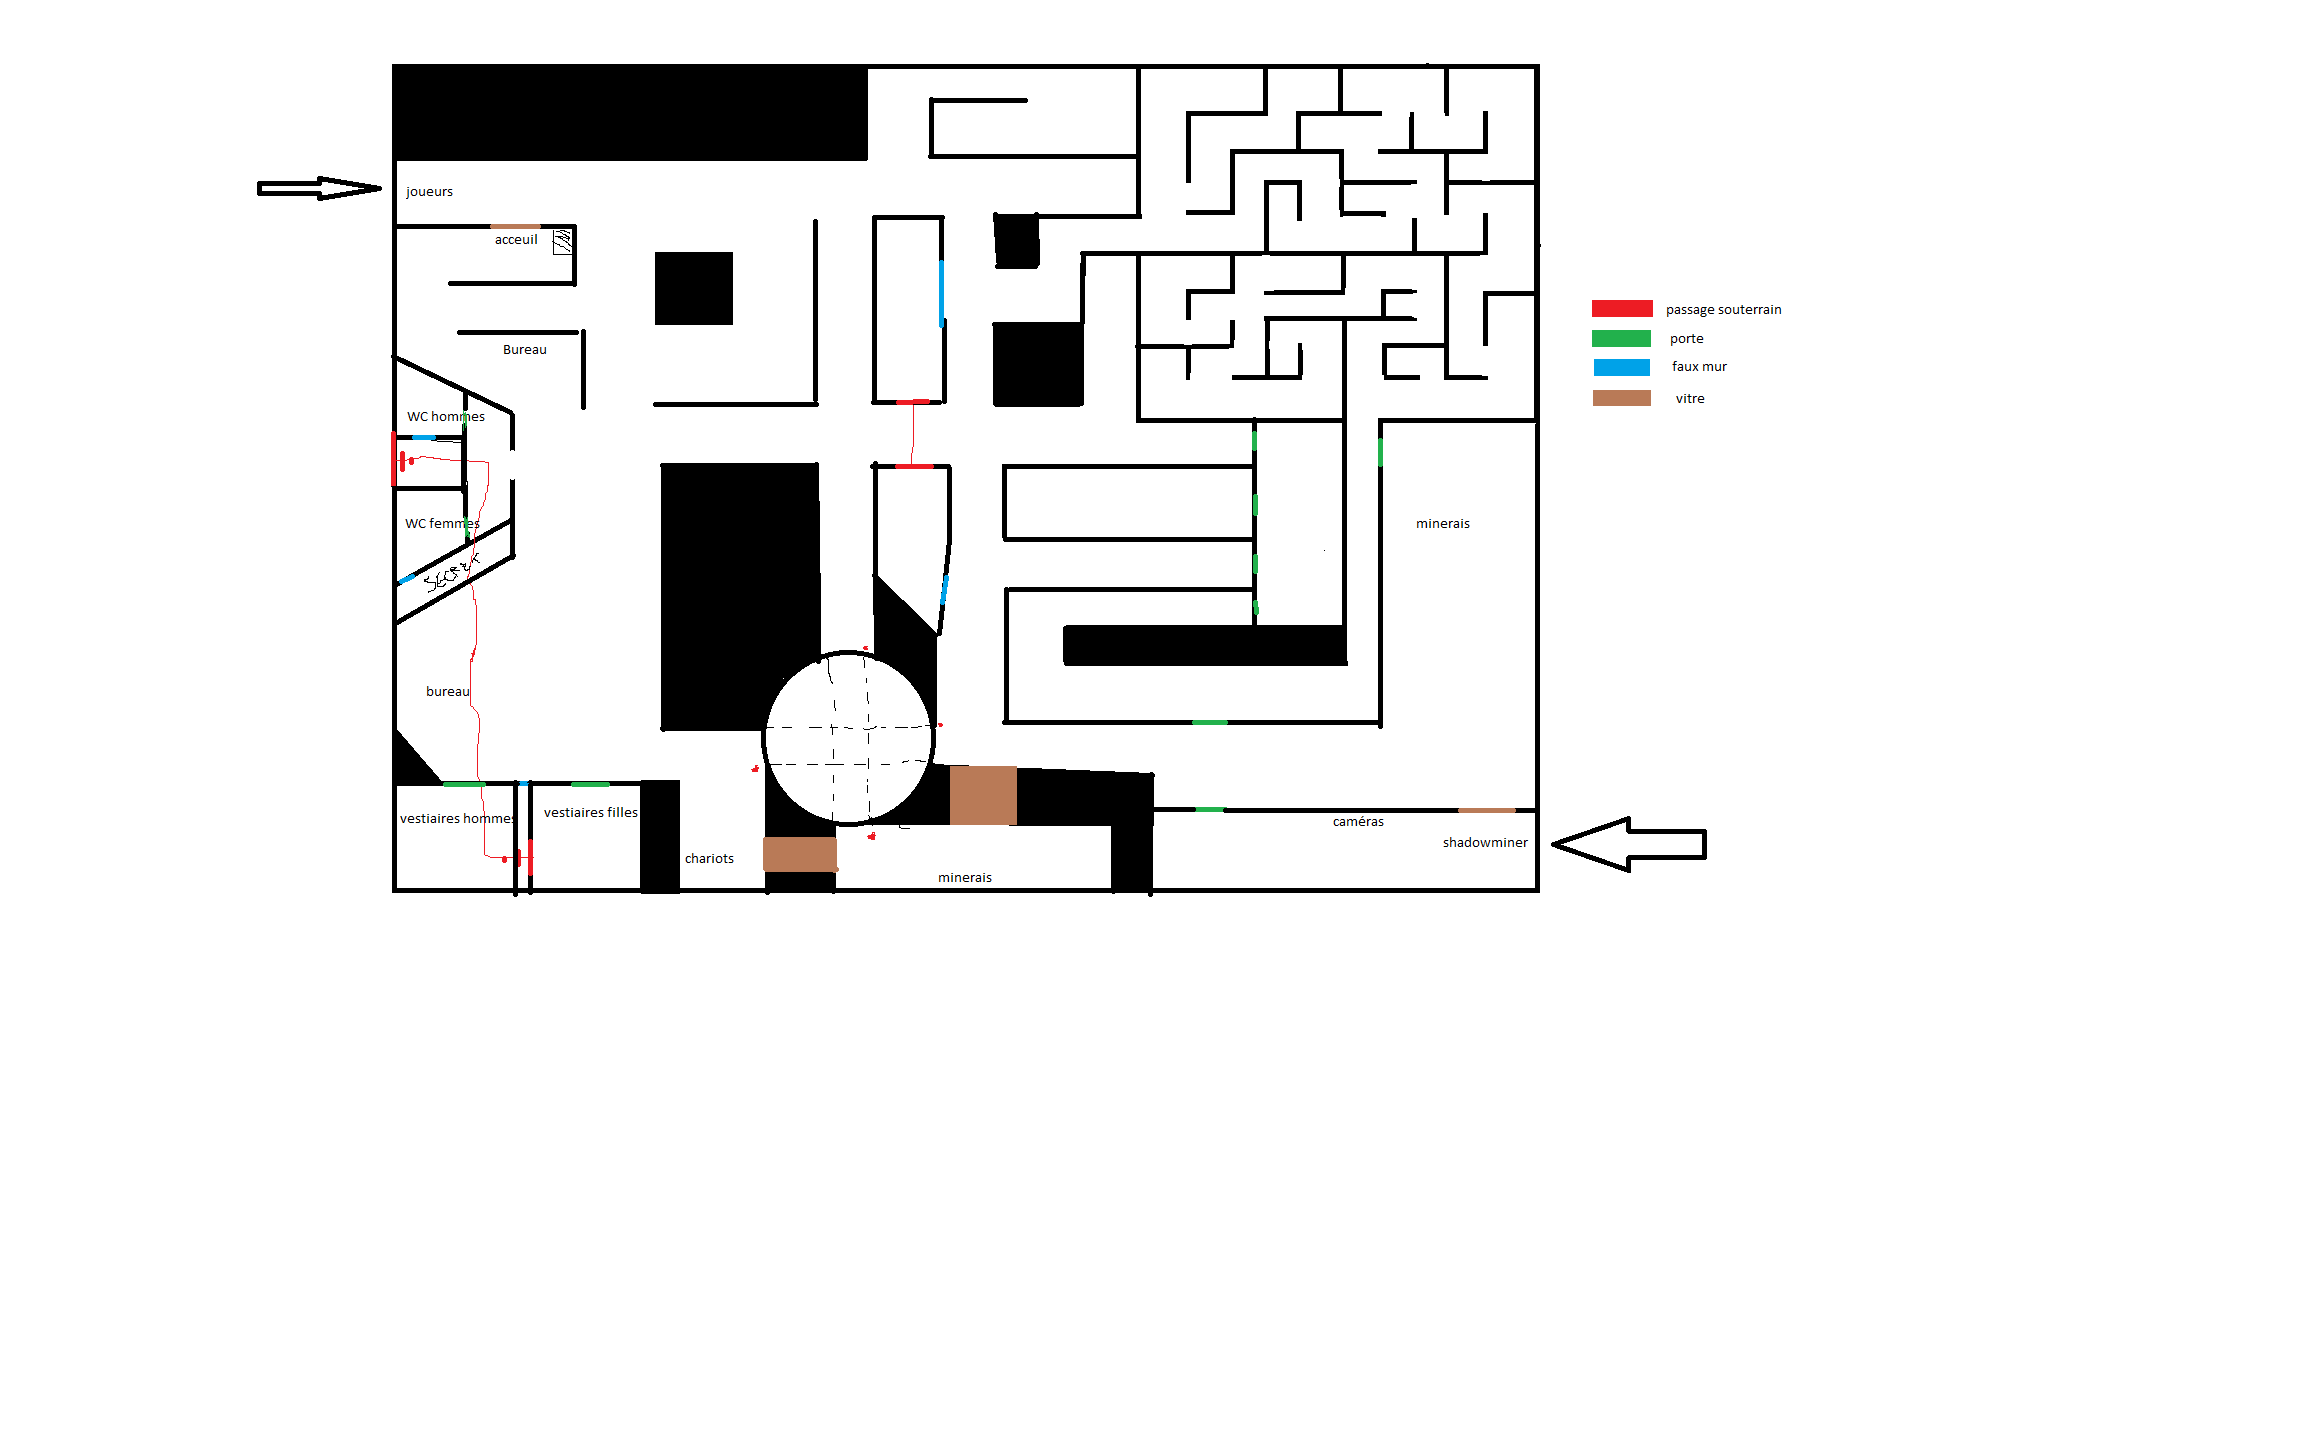 joueurs
acceuil
Bureau
passage souterrain
porte
faux mur
vitre
WC hommes
WC femmes
minerais
secret
bureau
vestiaires hommes
vestiaires filles
caméras
shadowminer
chariots
minerais